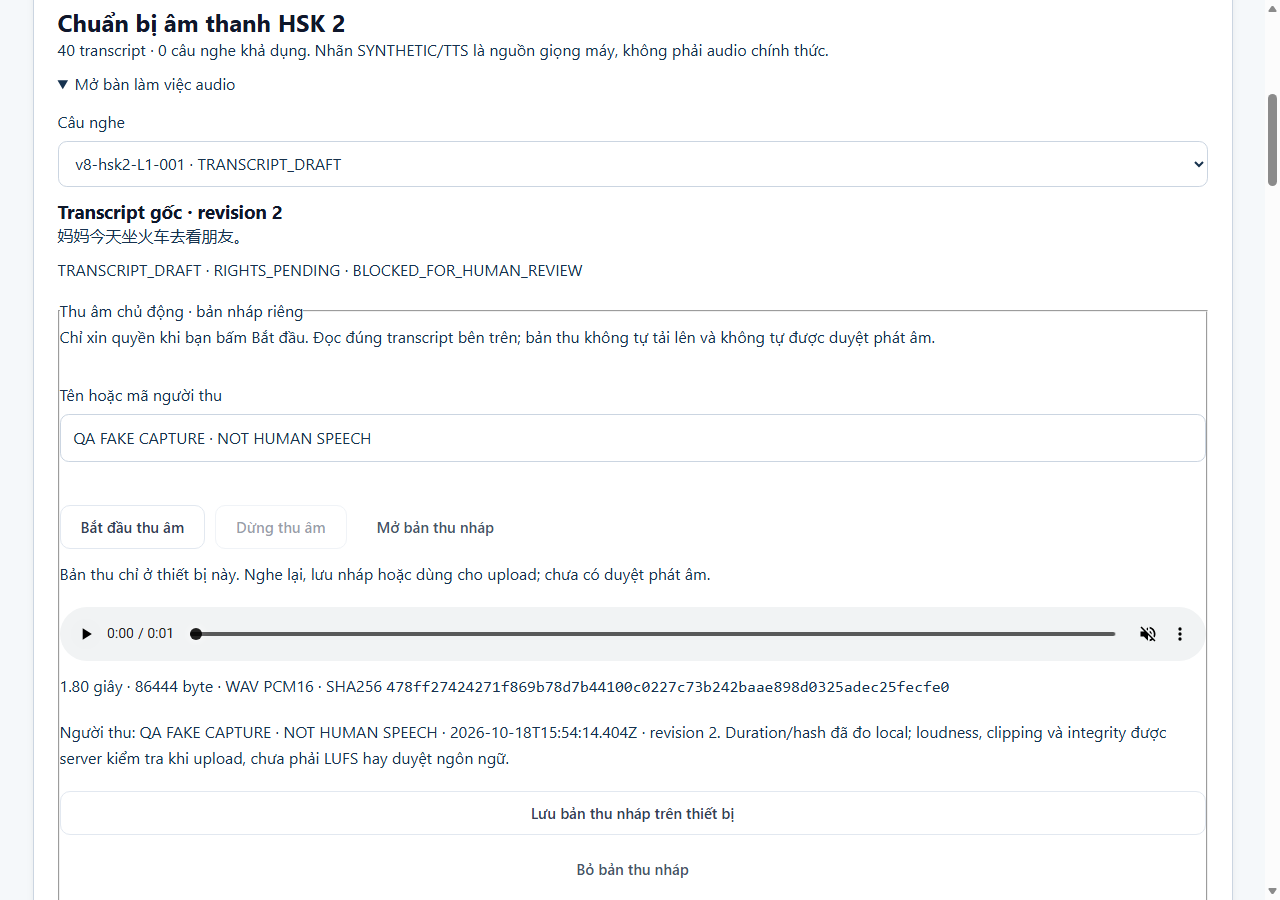 Chuẩn bị âm thanh HSK 2
40 transcript · 0 câu nghe khả dụng. Nhãn SYNTHETIC/TTS là nguồn giọng máy, không phải audio chính thức.
▼ Mở bàn làm việc audio
Câu nghe
v8-hsk2-L1-001 · TRANSCRIPT_DRAFT
Transcript gốc · revision 2
妈妈今天坐火车去看朋友。
TRANSCRIPT_DRAFT · RIGHTS_PENDING · BLOCKED_FOR_HUMAN_REVIEW
Thu âm chủ động · bản nháp riêng
Chỉ xin quyền khi bạn bấm Bắt đầu. Đọc đúng transcript bên trên; bản thu không tự tải lên và không tự được duyệt phát âm.
Tên hoặc mã người thu
QA FAKE CAPTURE · NOT HUMAN SPEECH
Bắt đầu thu âm Dừng thu âm Mở bản thu nháp
Bản thu chỉ ở thiết bị này. Nghe lại, lưu nháp hoặc dùng cho upload; chưa có duyệt phát âm.
0:00 / 0:01
1.80 giây · 86444 byte · WAV PCM16 · SHA256 478ff27424271f869b78d7b44100c0227c73b242baae898d0325adec25fecfe0
Người thu: QA FAKE CAPTURE · NOT HUMAN SPEECH · 2026-10-18T15:54:14.404Z · revision 2. Duration/hash đã đo local; loudness, clipping và integrity được
server kiểm tra khi upload, chưa phải LUFS hay duyệt ngôn ngữ.
Lưu bản thu nháp trên thiết bị
Bỏ bản thu nháp